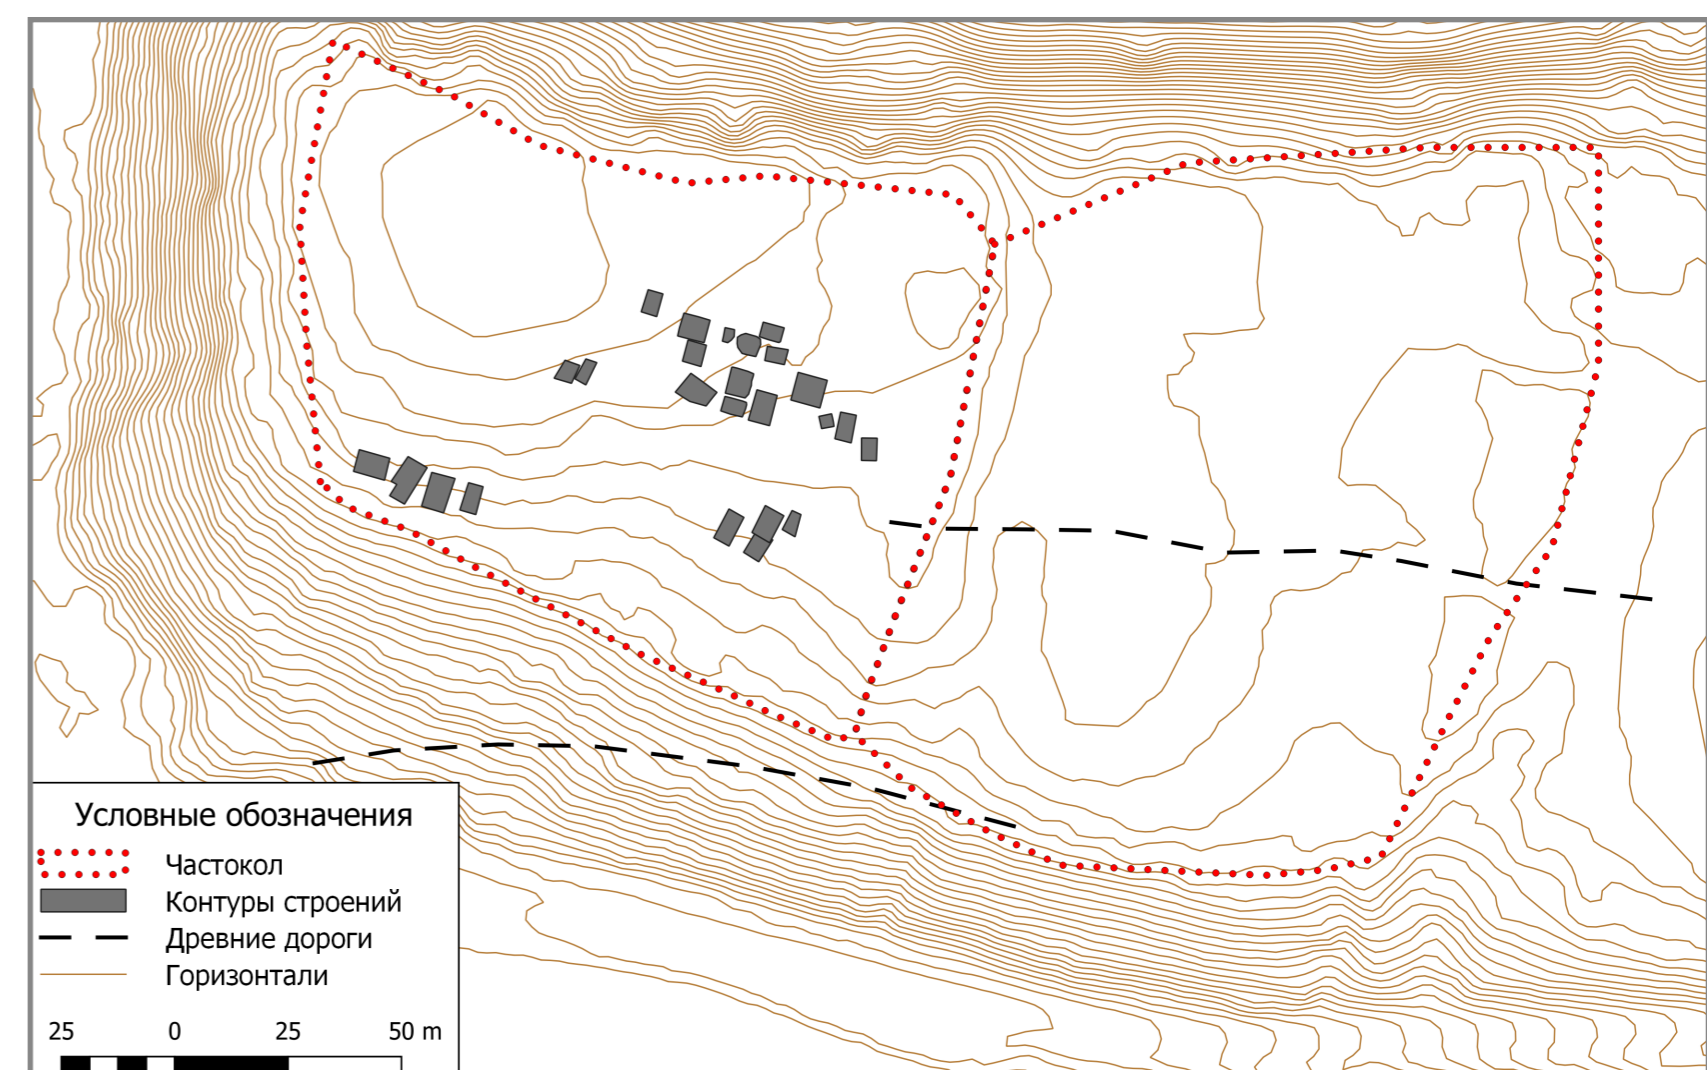 Условные обозначения
Частокол
Контуры строений
Древние дороги
Горизонтали
25 0 25 50 m